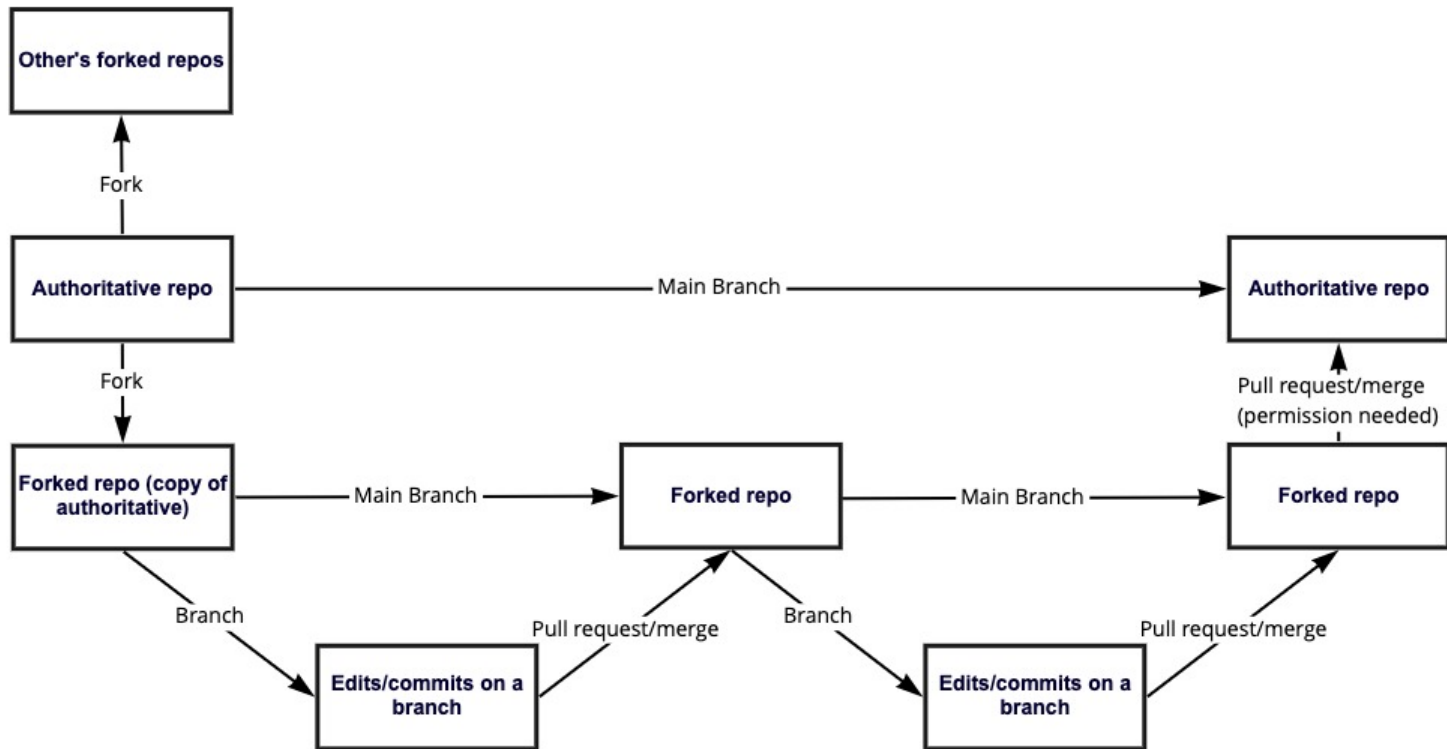 Other's forked repos
Fork
Authoritative repo
Main Branch
Authoritative repo
Fork
Pull request/merge
(permission needed)
Forked repo (copy of
authoritative)
Main Branch
Forked repo
Main Branch
Forked repo
Branch
Pull request/merge
Branch
Pull request/merge
Edits/commits on a
branch
Edits/commits on a
branch